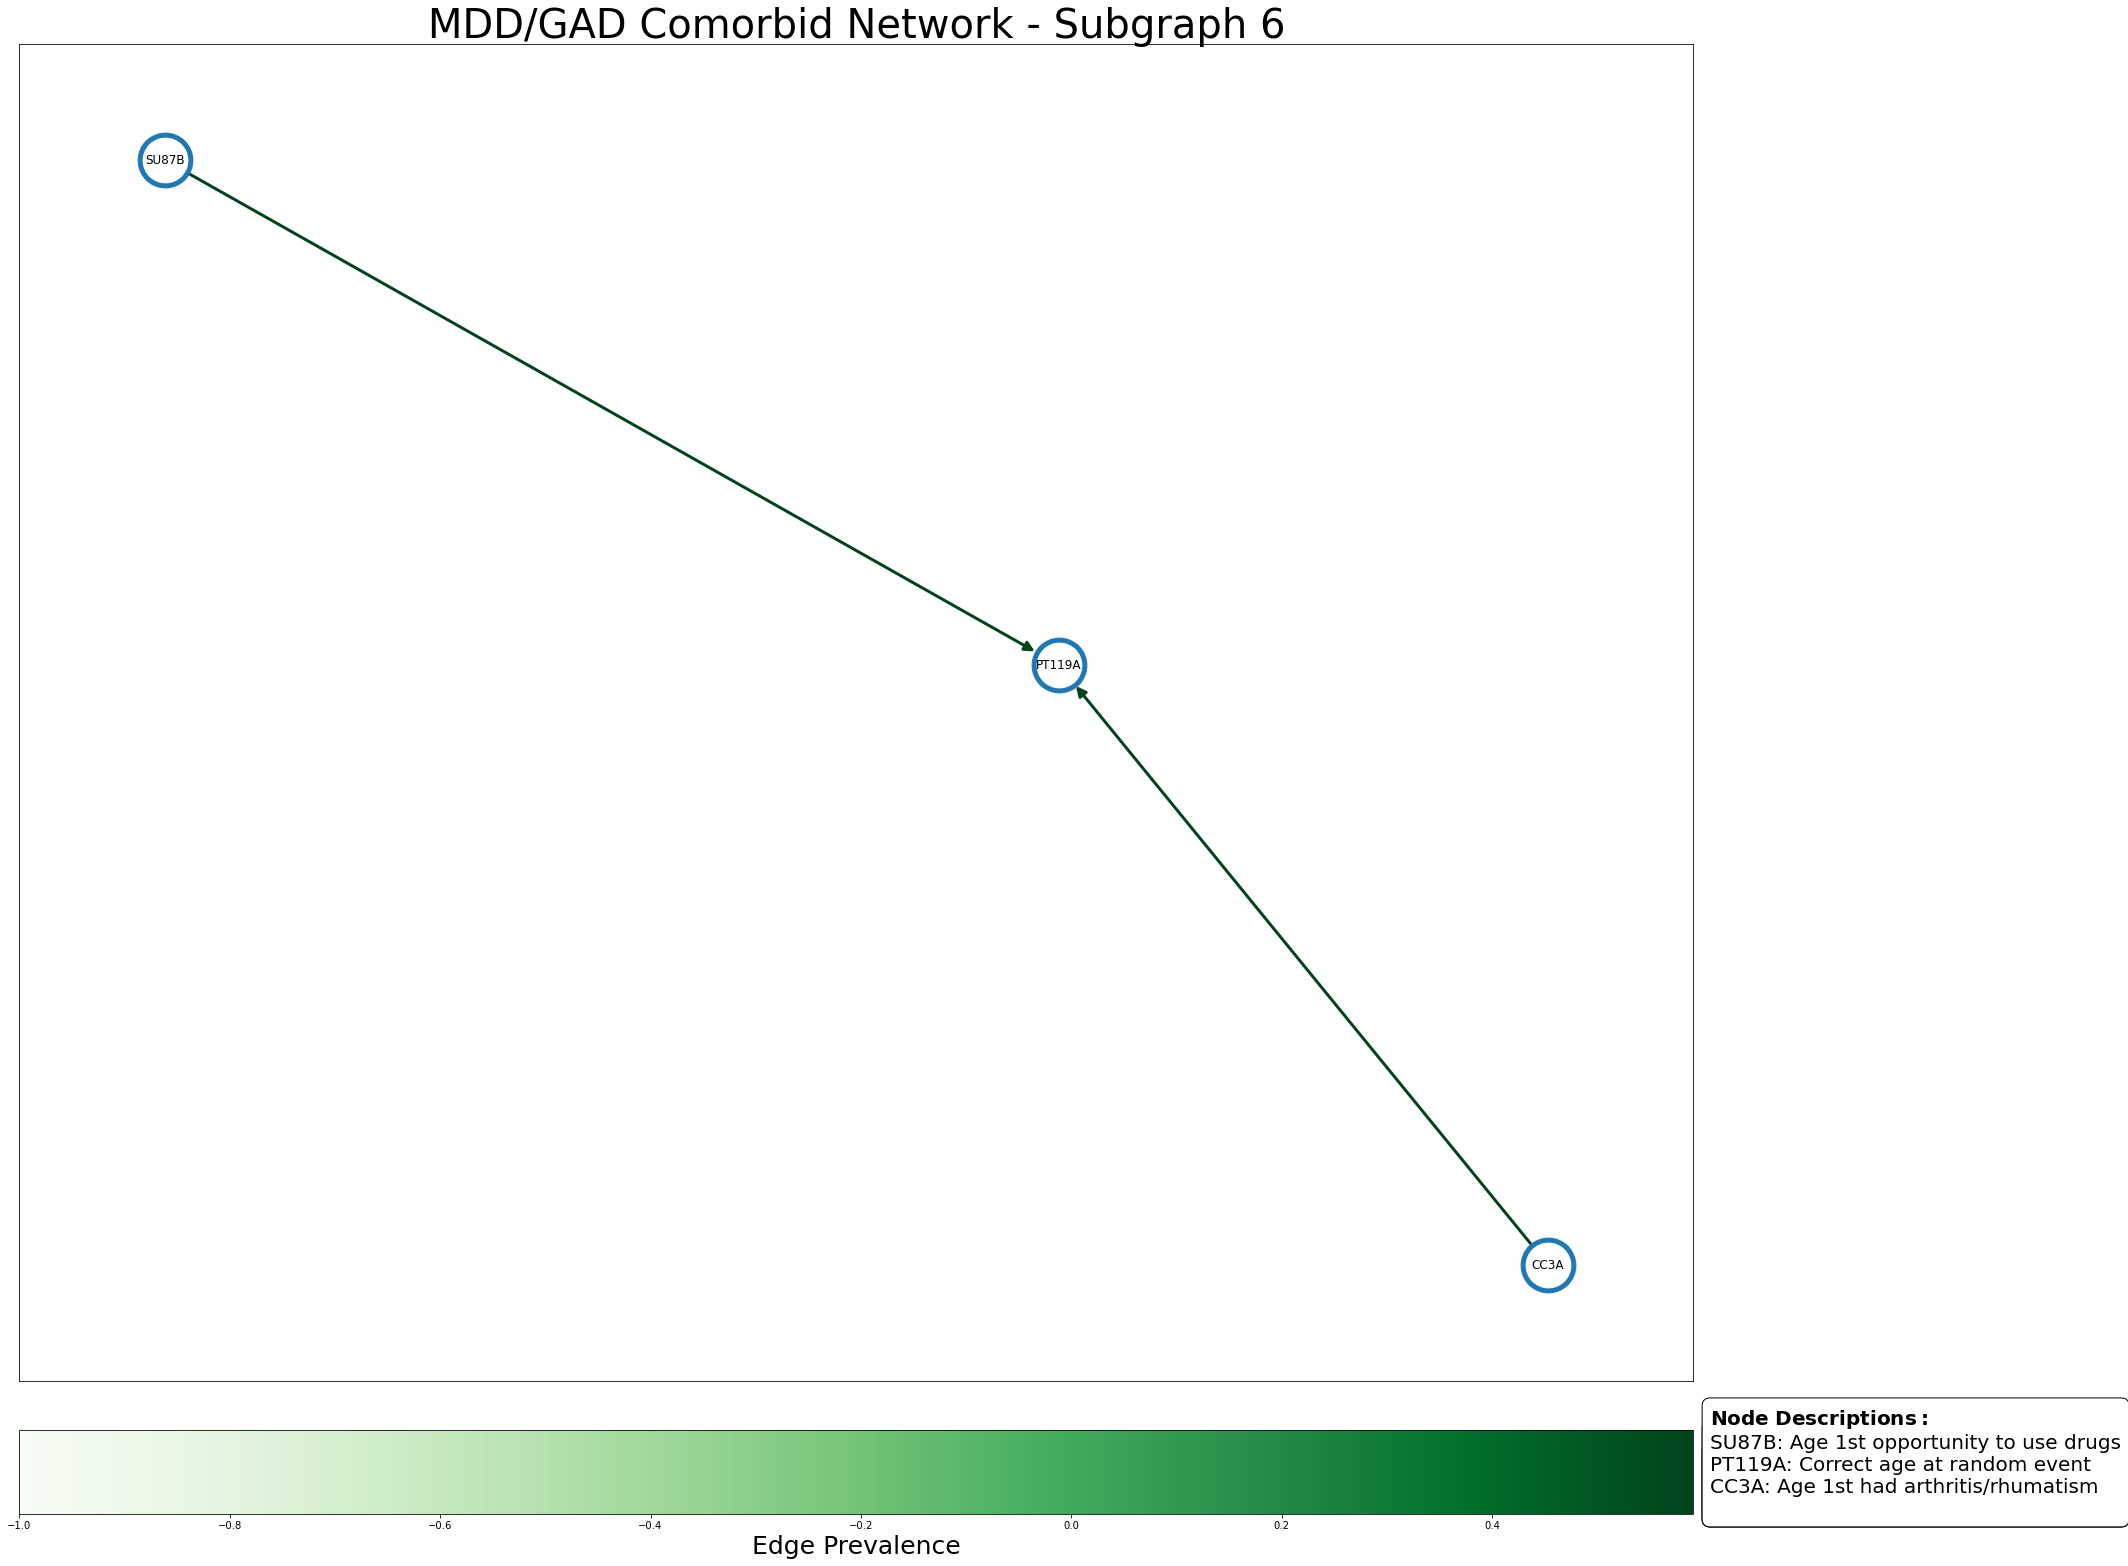 MDD/GAD Comorbid Network - Subgraph 6
SU87B
PT119A
CC3A
−1.0 −0.8 −0.6 −0.4 −0.2 0.0 0.2 0.4
Edge Prevalence
Node Descriptions:
SU87B: Age 1st opportunity to use drugs
PT119A: Correct age at random event
CC3A: Age 1st had arthritis/rhumatism